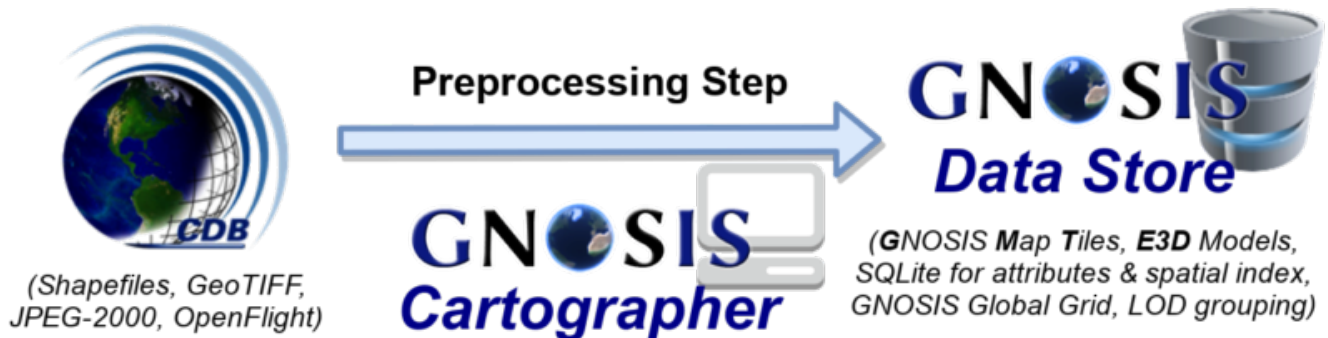 CDB
(Shapefiles, GeoTIFF,
JPEG-2000, OpenFlight)
Preprocessing Step
GNOSIS
Cartographer
GNOSIS
Data Store
(GNOSIS Map Tiles, E3D Models,
SQLite for attributes & spatial index,
GNOSIS Global Grid, LOD grouping)